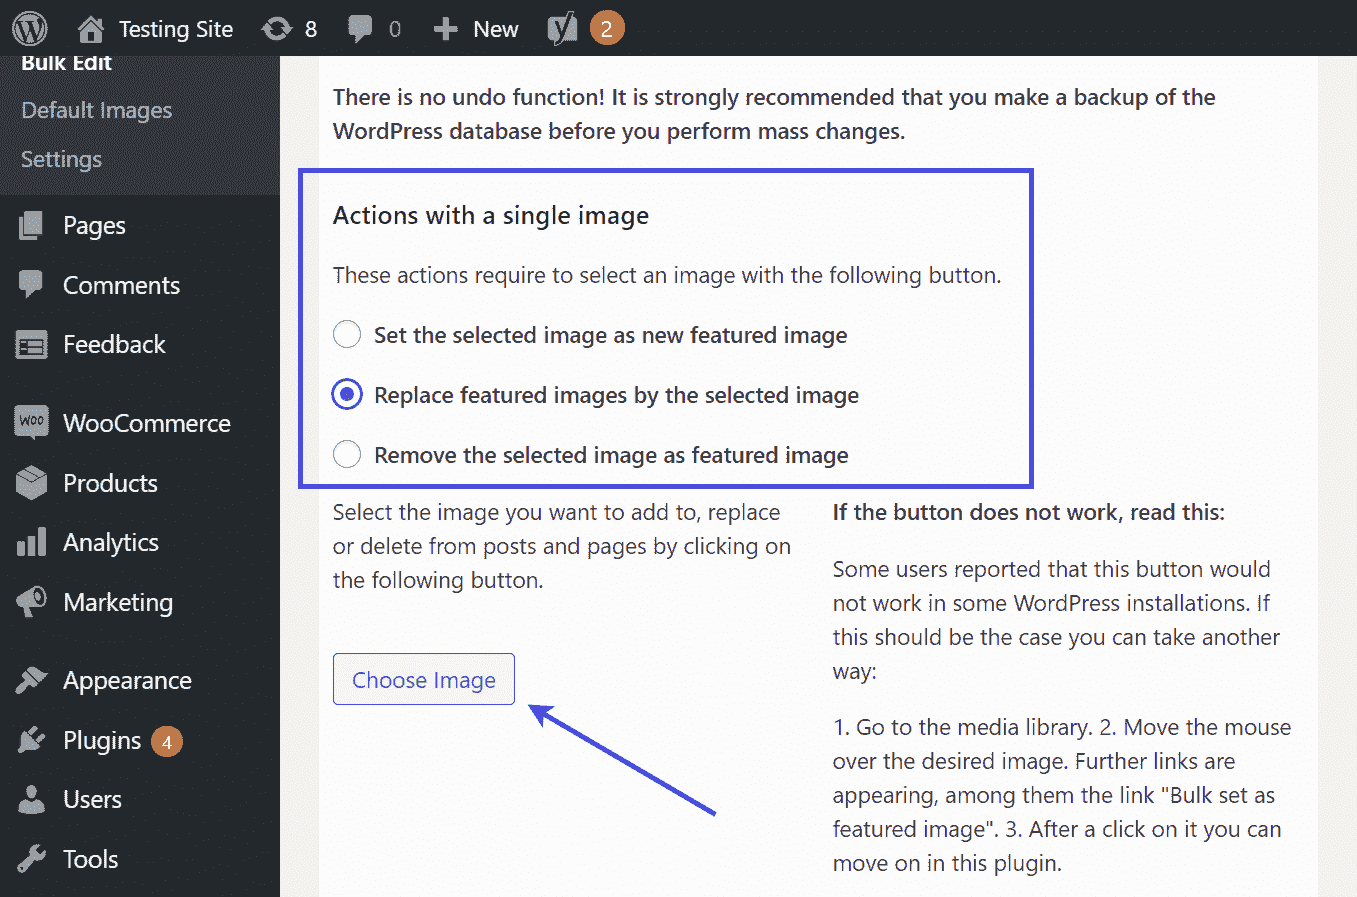 Testing Site
8
0
New
2
Bulk Edit
Default Images
Settings
Pages
Comments
Feedback
WOO
WooCommerce
Products
Analytics
Marketing
Appearance
Plugins 4
Users
Tools
There is no undo function! It is strongly recommended that you make a backup of the
WordPress database before you perform mass changes.
Actions with a single image
These actions require to select an image with the following button.
Set the selected image as new featured image
Replace featured images by the selected image
Remove the selected image as featured image
Select the image you want to add to, replace
or delete from posts and pages by clicking on
the following button.
Choose Image
If the button does not work, read this:
Some users reported that this button would
not work in some WordPress installations. If
this should be the case you can take another
way:
1. Go to the media library. 2. Move the mouse
over the desired image. Further links are
appearing, among them the link "Bulk set as
featured image". 3. After a click on it you can
move on in this plugin.